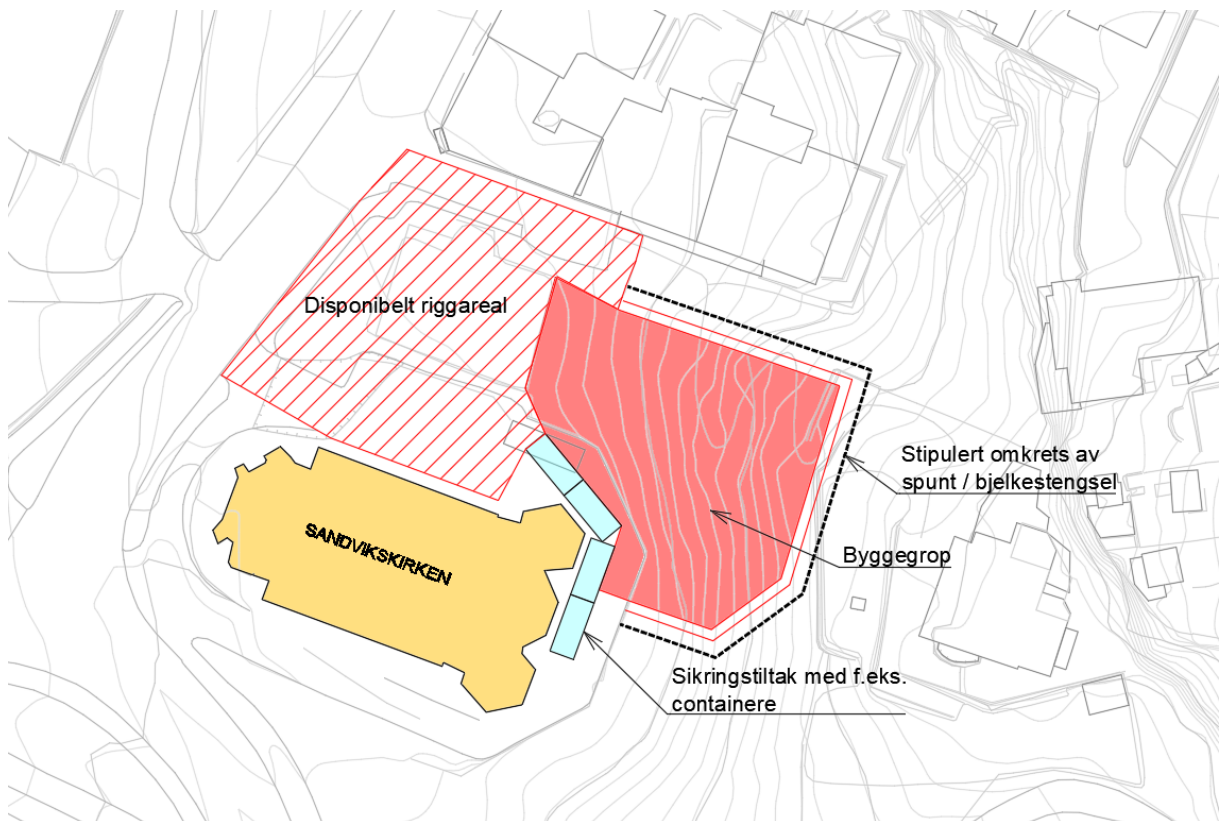 Disponibelt riggareal
Stipulert omkrets av
spunt / bjelkestengsel
SANDVIKSKIRKEN
Byggegrop
Sikringstiltak med f.eks.
containere